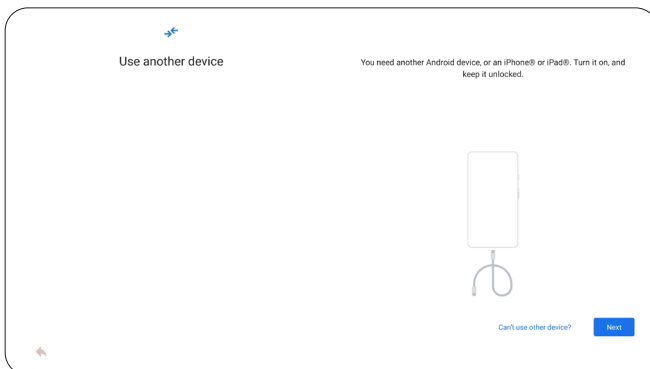 Use another device
You need another Android device, or an iPhone® or iPad®. Turn it on, and
keep it unlocked.
Can't use other device?
Next